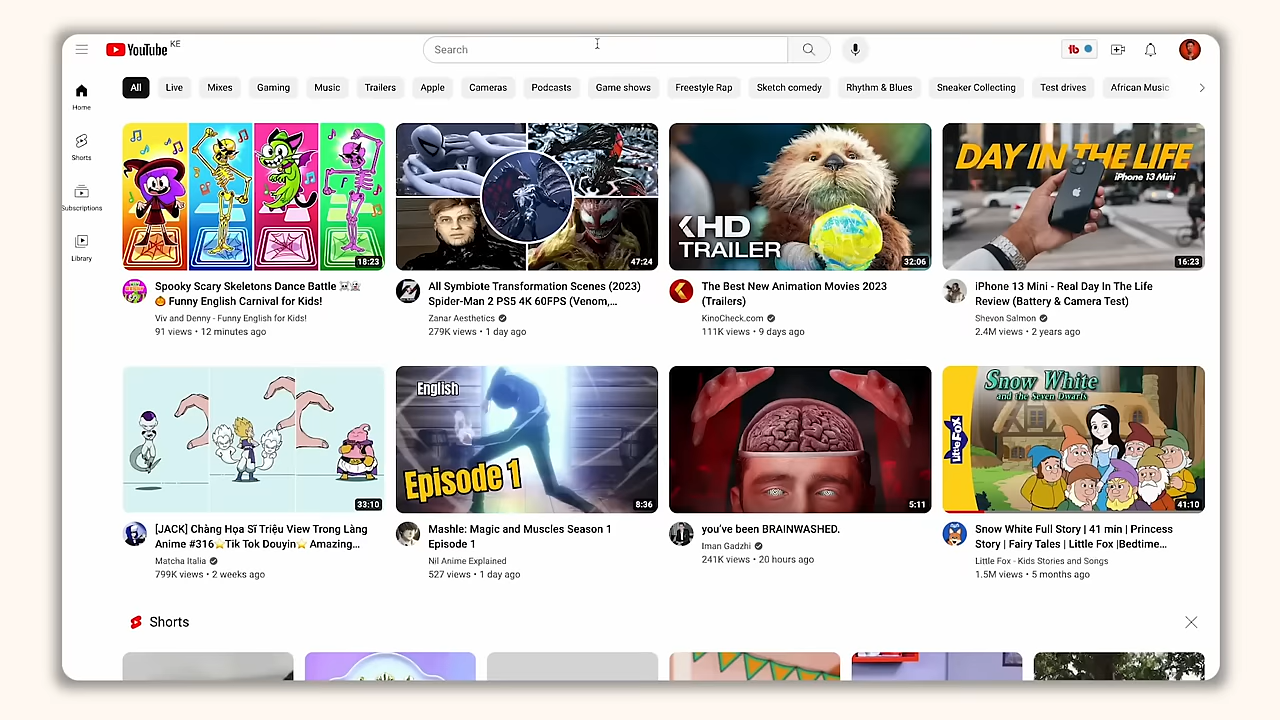 YouTube KE
Search
tb
All
Live
Mixes
Gaming
Music
Trailers
Apple
Cameras
Podcasts
Game shows
Freestyle Rap
Sketch comedy
Rhythm & Blues
Sneaker Collecting
Test drives
African Music
Home
Shorts
Subscriptions
Library
18:23
Spooky Scary Skeletons Dance Battle ☠️👻
🎃 Funny English Carnival for Kids!
Viv and Denny - Funny English for Kids!
91 views • 12 minutes ago
47:24
All Symbiote Transformation Scenes (2023)
Spider-Man 2 PS5 4K 60FPS (Venom,...
Zanar Aesthetics
279K views • 1 day ago
KHD
TRAILER
32:06
The Best New Animation Movies 2023
(Trailers)
KinoCheck.com
111K views • 9 days ago
DAY IN THE LIFE
iPhone 13 Mini
16:23
iPhone 13 Mini - Real Day In The Life
Review (Battery & Camera Test)
Shevon Salmon
2.4M views • 2 years ago
33:10
[JACK] Chàng Họa Sĩ Triệu View Trong Làng
Anime #316⭐Tik Tok Douyin⭐ Amazing...
Matcha Italia
799K views • 2 weeks ago
English
Episode 1
8:36
Mashle: Magic and Muscles Season 1
Episode 1
Nil Anime Explained
527 views • 1 day ago
5:11
you've been BRAINWASHED.
Iman Gadzhi
241K views • 20 hours ago
Snow White
and the Seven Dwarfs
Little Fox
41:10
Snow White Full Story | 41 min | Princess
Story | Fairy Tales | Little Fox |Bedtime...
Little Fox - Kids Stories and Songs
1.5M views • 5 months ago
Shorts